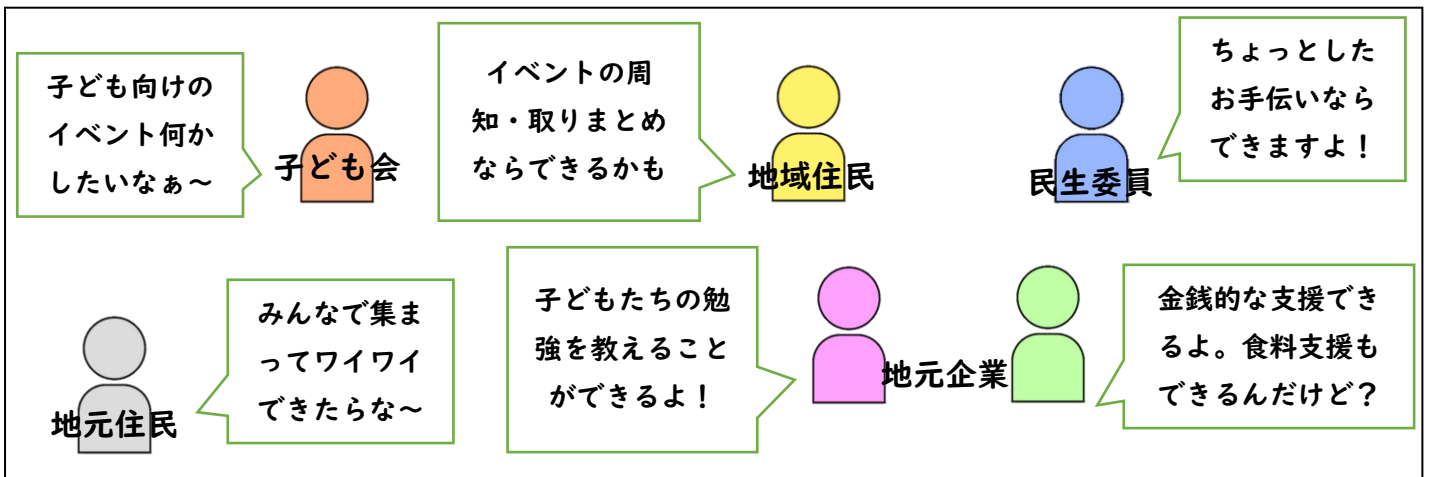 子ども向けの
イベント何か
したいなぁ～
子ども会
イベントの周
知・取りまとめ
ならできるかも
地域住民
ちょっとした
お手伝いなら
できますよ！
民生委員
みんなで集ま
ってワイワイ
できたらな～
地元住民
子どもたちの勉
強を教えること
ができるよ！
地元企業
金銭的な支援でき
るよ。食料支援も
できるんだけど？